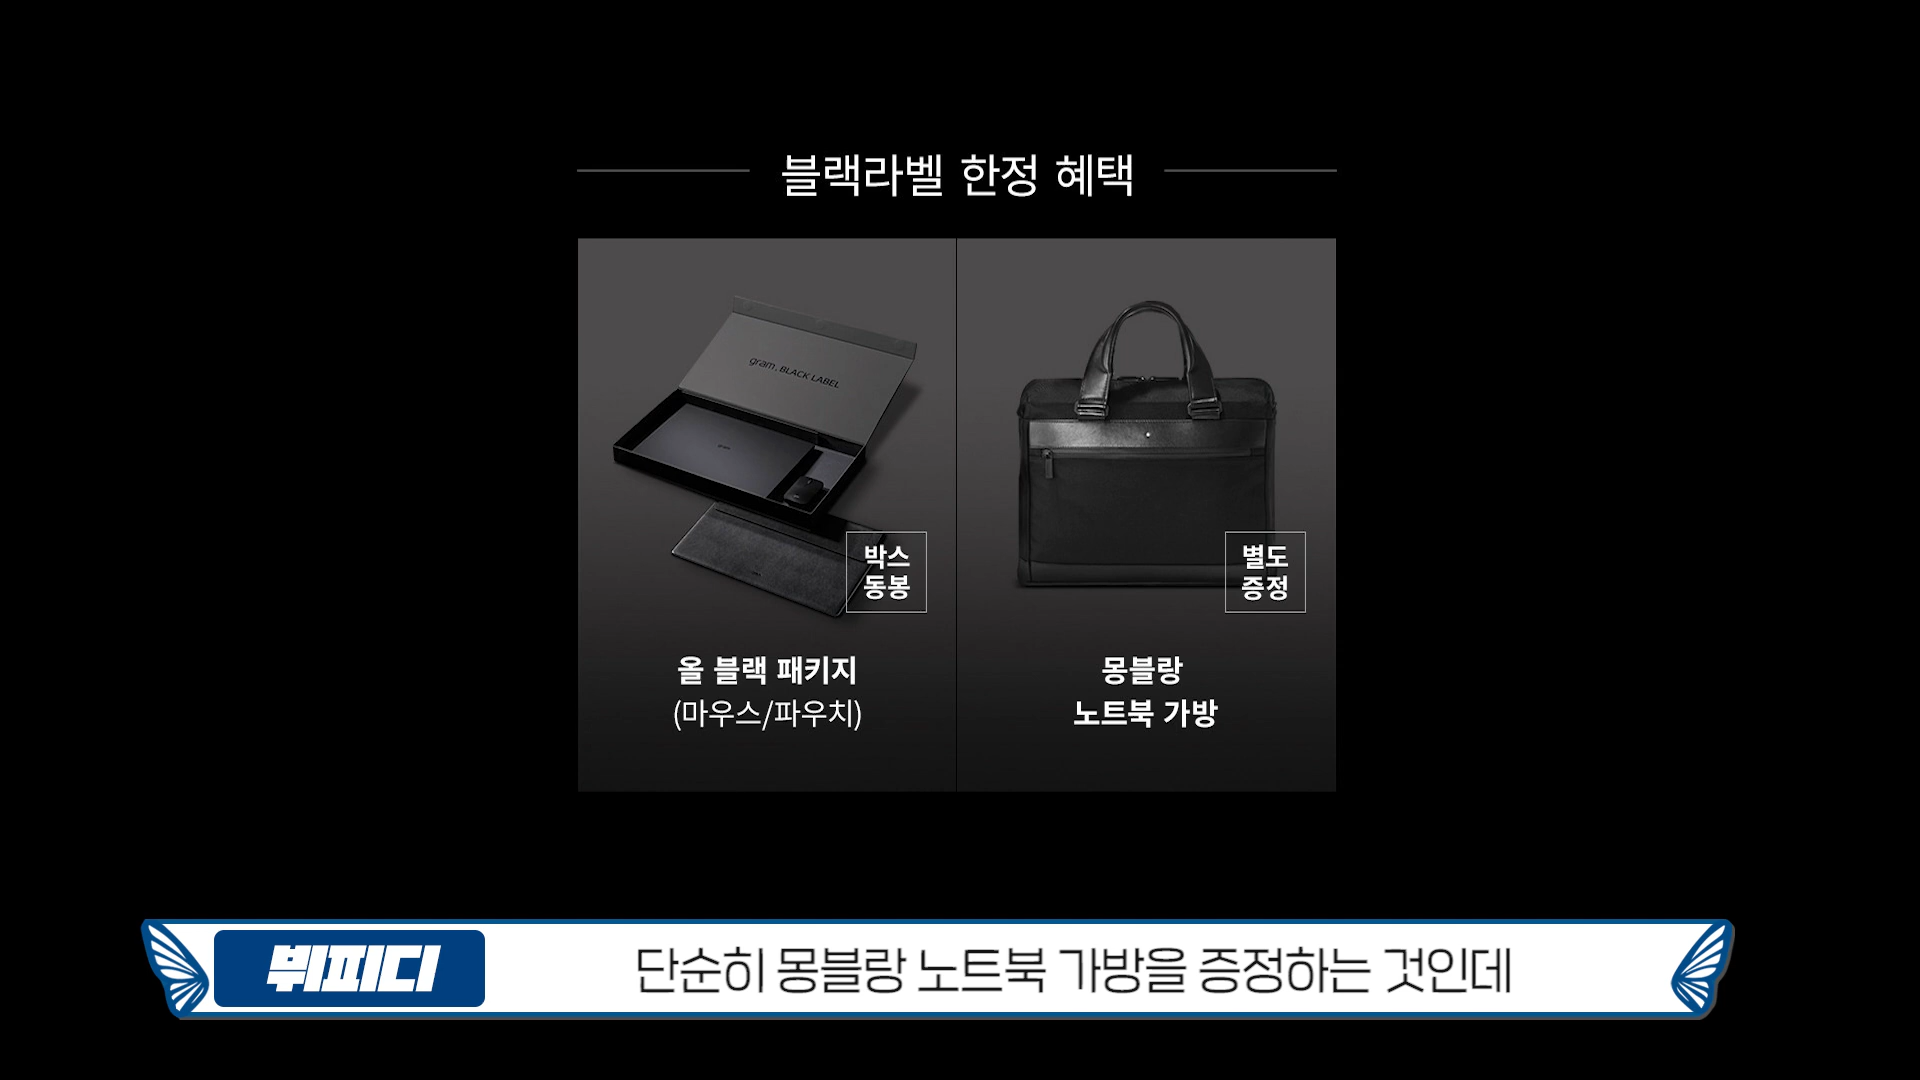 블랙라벨 한정 혜택
gram. BLACK LABEL
gram
박스
동봉
올 블랙 패키지
(마우스/파우치)
별도
증정
몽블랑
노트북 가방
뷔피디
단순히 몽블랑 노트북 가방을 증정하는 것인데